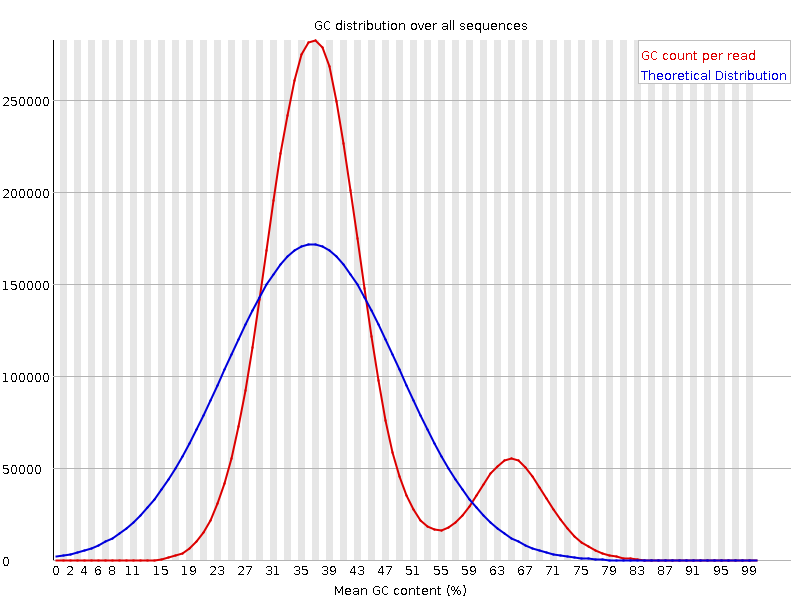 GC distribution over all sequences
GC count per read
Theoretical Distribution
250000
200000
150000
100000
50000
0
0 2 4 6 8 11 15 19 23 27 31 35 39 43 47 51 55 59 63 67 71 75 79 83 87 91 95 99
Mean GC content (%)